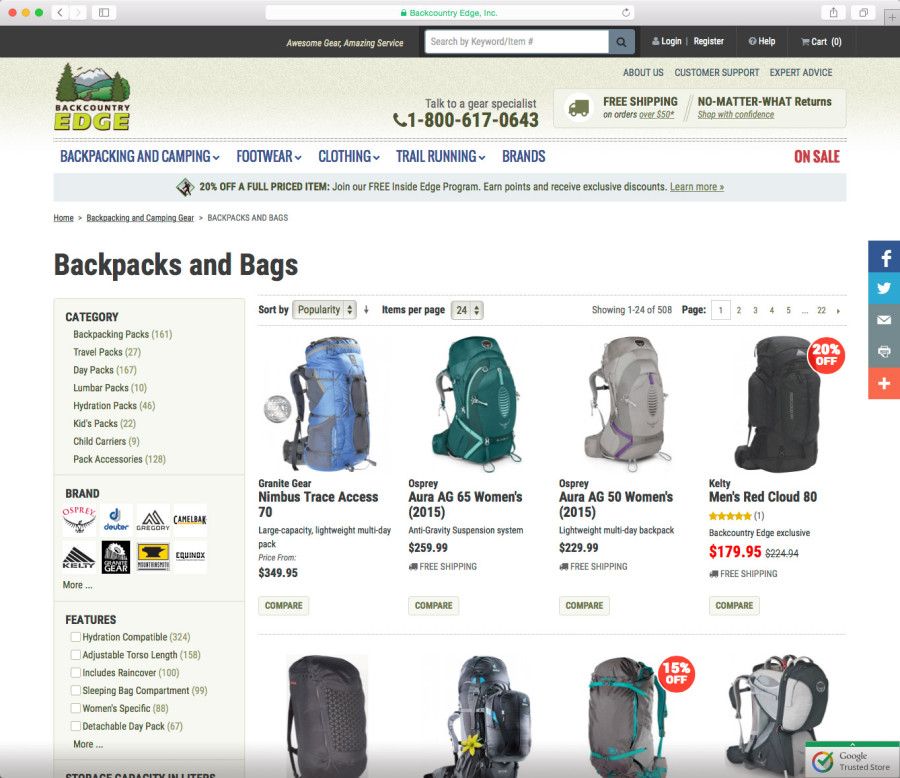 Backcountry Edge, Inc.
Awesome Gear, Amazing Service
Search by Keyword/Item #
Login | Register
Help
Cart (0)
ABOUT US CUSTOMER SUPPORT EXPERT ADVICE
BACKCOUNTRY
EDGE
Talk to a gear specialist
1-800-617-0643
FREE SHIPPING
on orders over $50*
NO-MATTER-WHAT Returns
Shop with confidence
BACKPACKING AND CAMPING FOOTWEAR CLOTHING TRAIL RUNNING BRANDS ON SALE
20% OFF A FULL PRICED ITEM: Join our FREE Inside Edge Program. Earn points and receive exclusive discounts. Learn more »
Home > Backpacking and Camping Gear > BACKPACKS AND BAGS
Backpacks and Bags
CATEGORY
Backpacking Packs (161)
Travel Packs (27)
Day Packs (167)
Lumbar Packs (10)
Hydration Packs (46)
Kid's Packs (22)
Child Carriers (9)
Pack Accessories (128)
BRAND
OSPREY deuter GREGORY CAMELBAK
KELTY GRANITE GEAR MOUNTAINSMITH EQUINOX
More ...
FEATURES
Hydration Compatible (324)
Adjustable Torso Length (158)
Includes Raincover (100)
Sleeping Bag Compartment (99)
Women's Specific (88)
Detachable Day Pack (67)
More ...
STORAGE CAPACITY IN LITERS
Sort by Popularity Items per page 24 Showing 1-24 of 508 Page: 1 2 3 4 5 ... 22
Granite Gear
Nimbus Trace Access
70
Large-capacity, lightweight multi-day
pack
Price From:
$349.95
COMPARE
Osprey
Aura AG 65 Women's
(2015)
Anti-Gravity Suspension system
$259.99
FREE SHIPPING
COMPARE
Osprey
Aura AG 50 Women's
(2015)
Lightweight multi-day backpack
$229.99
FREE SHIPPING
COMPARE
20%
OFF
Kelty
Men's Red Cloud 80
(1)
Backcountry Edge exclusive
$179.95 $224.94
FREE SHIPPING
COMPARE
15%
OFF
Google
Trusted Store